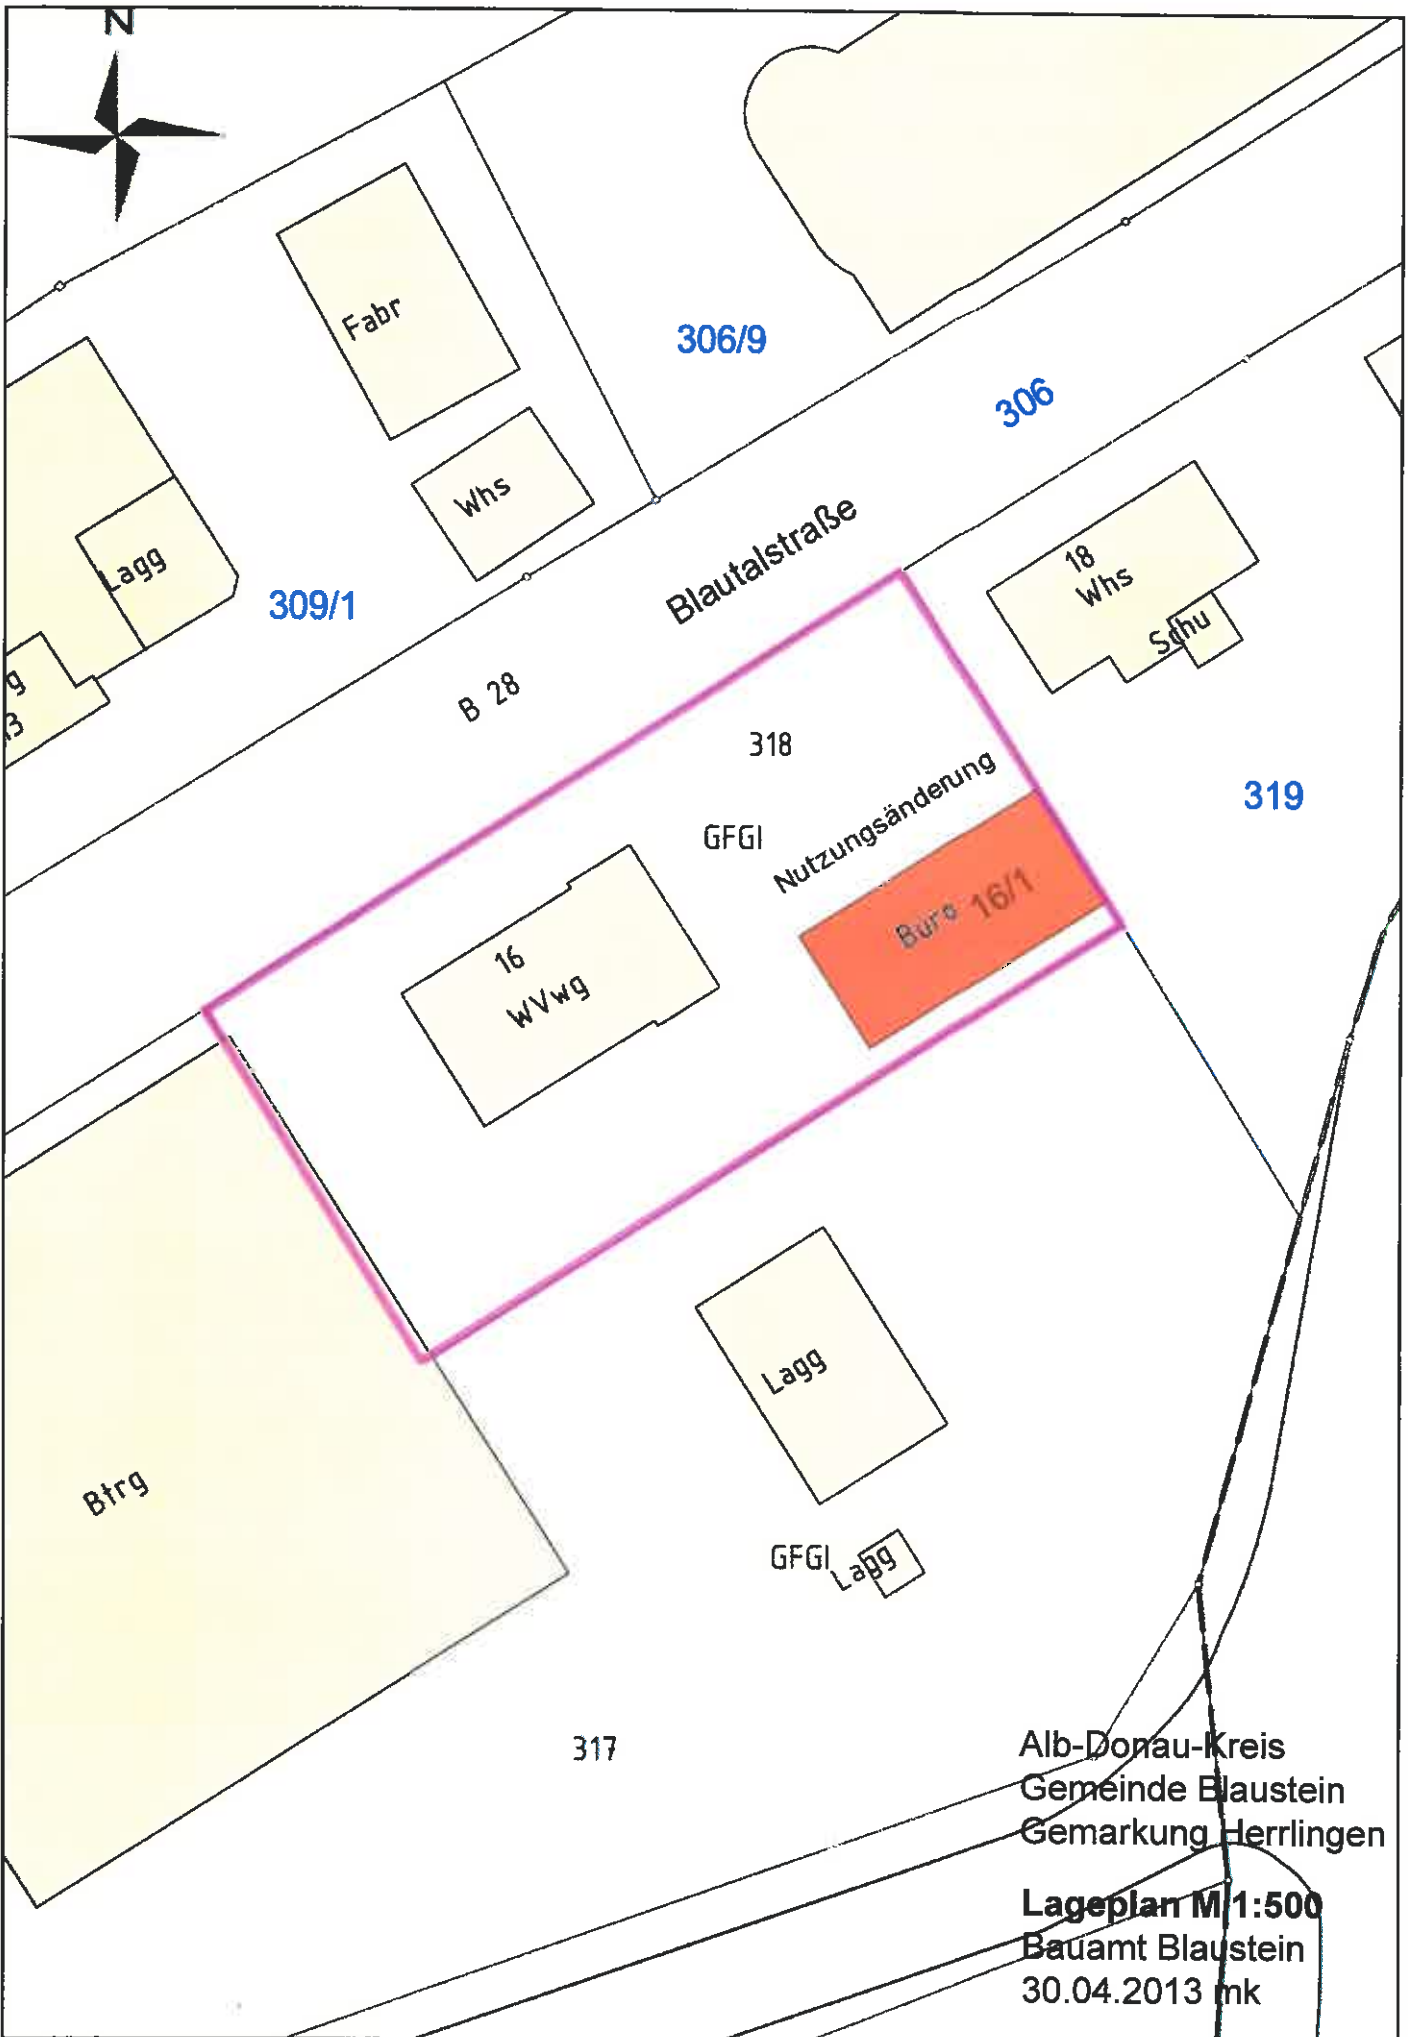 N
Fabr
306/9
306
Whs
Lagg
309/1
Blautalstraße
18
Whs
Schu
g
B 28
318
Nutzungsänderung
319
GFGI
Büro 16/1
16
WVwg
Lagg
Btrg
GFGI
Lagg
317
Alb-Donau-Kreis
Gemeinde Blaustein
Gemarkung Herrlingen
Lageplan M 1:500
Bauamt Blaustein
30.04.2013 mk